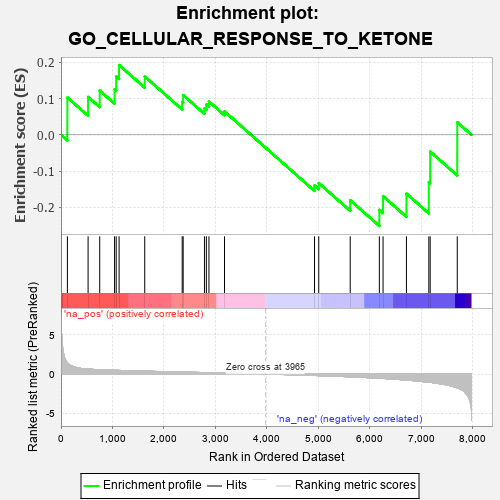 Enrichment plot:
GO_CELLULAR_RESPONSE_TO_KETONE
Enrichment score (ES)
0.2
0.1
0.0
-0.1
-0.2
'na_pos' (positively correlated)
Ranked list metric (PreRanked)
5
0
-5
Zero cross at 3965
'na_neg' (negatively correlated)
0 1,000 2,000 3,000 4,000 5,000 6,000 7,000 8,000
Rank in Ordered Dataset
Enrichment profile Hits Ranking metric scores